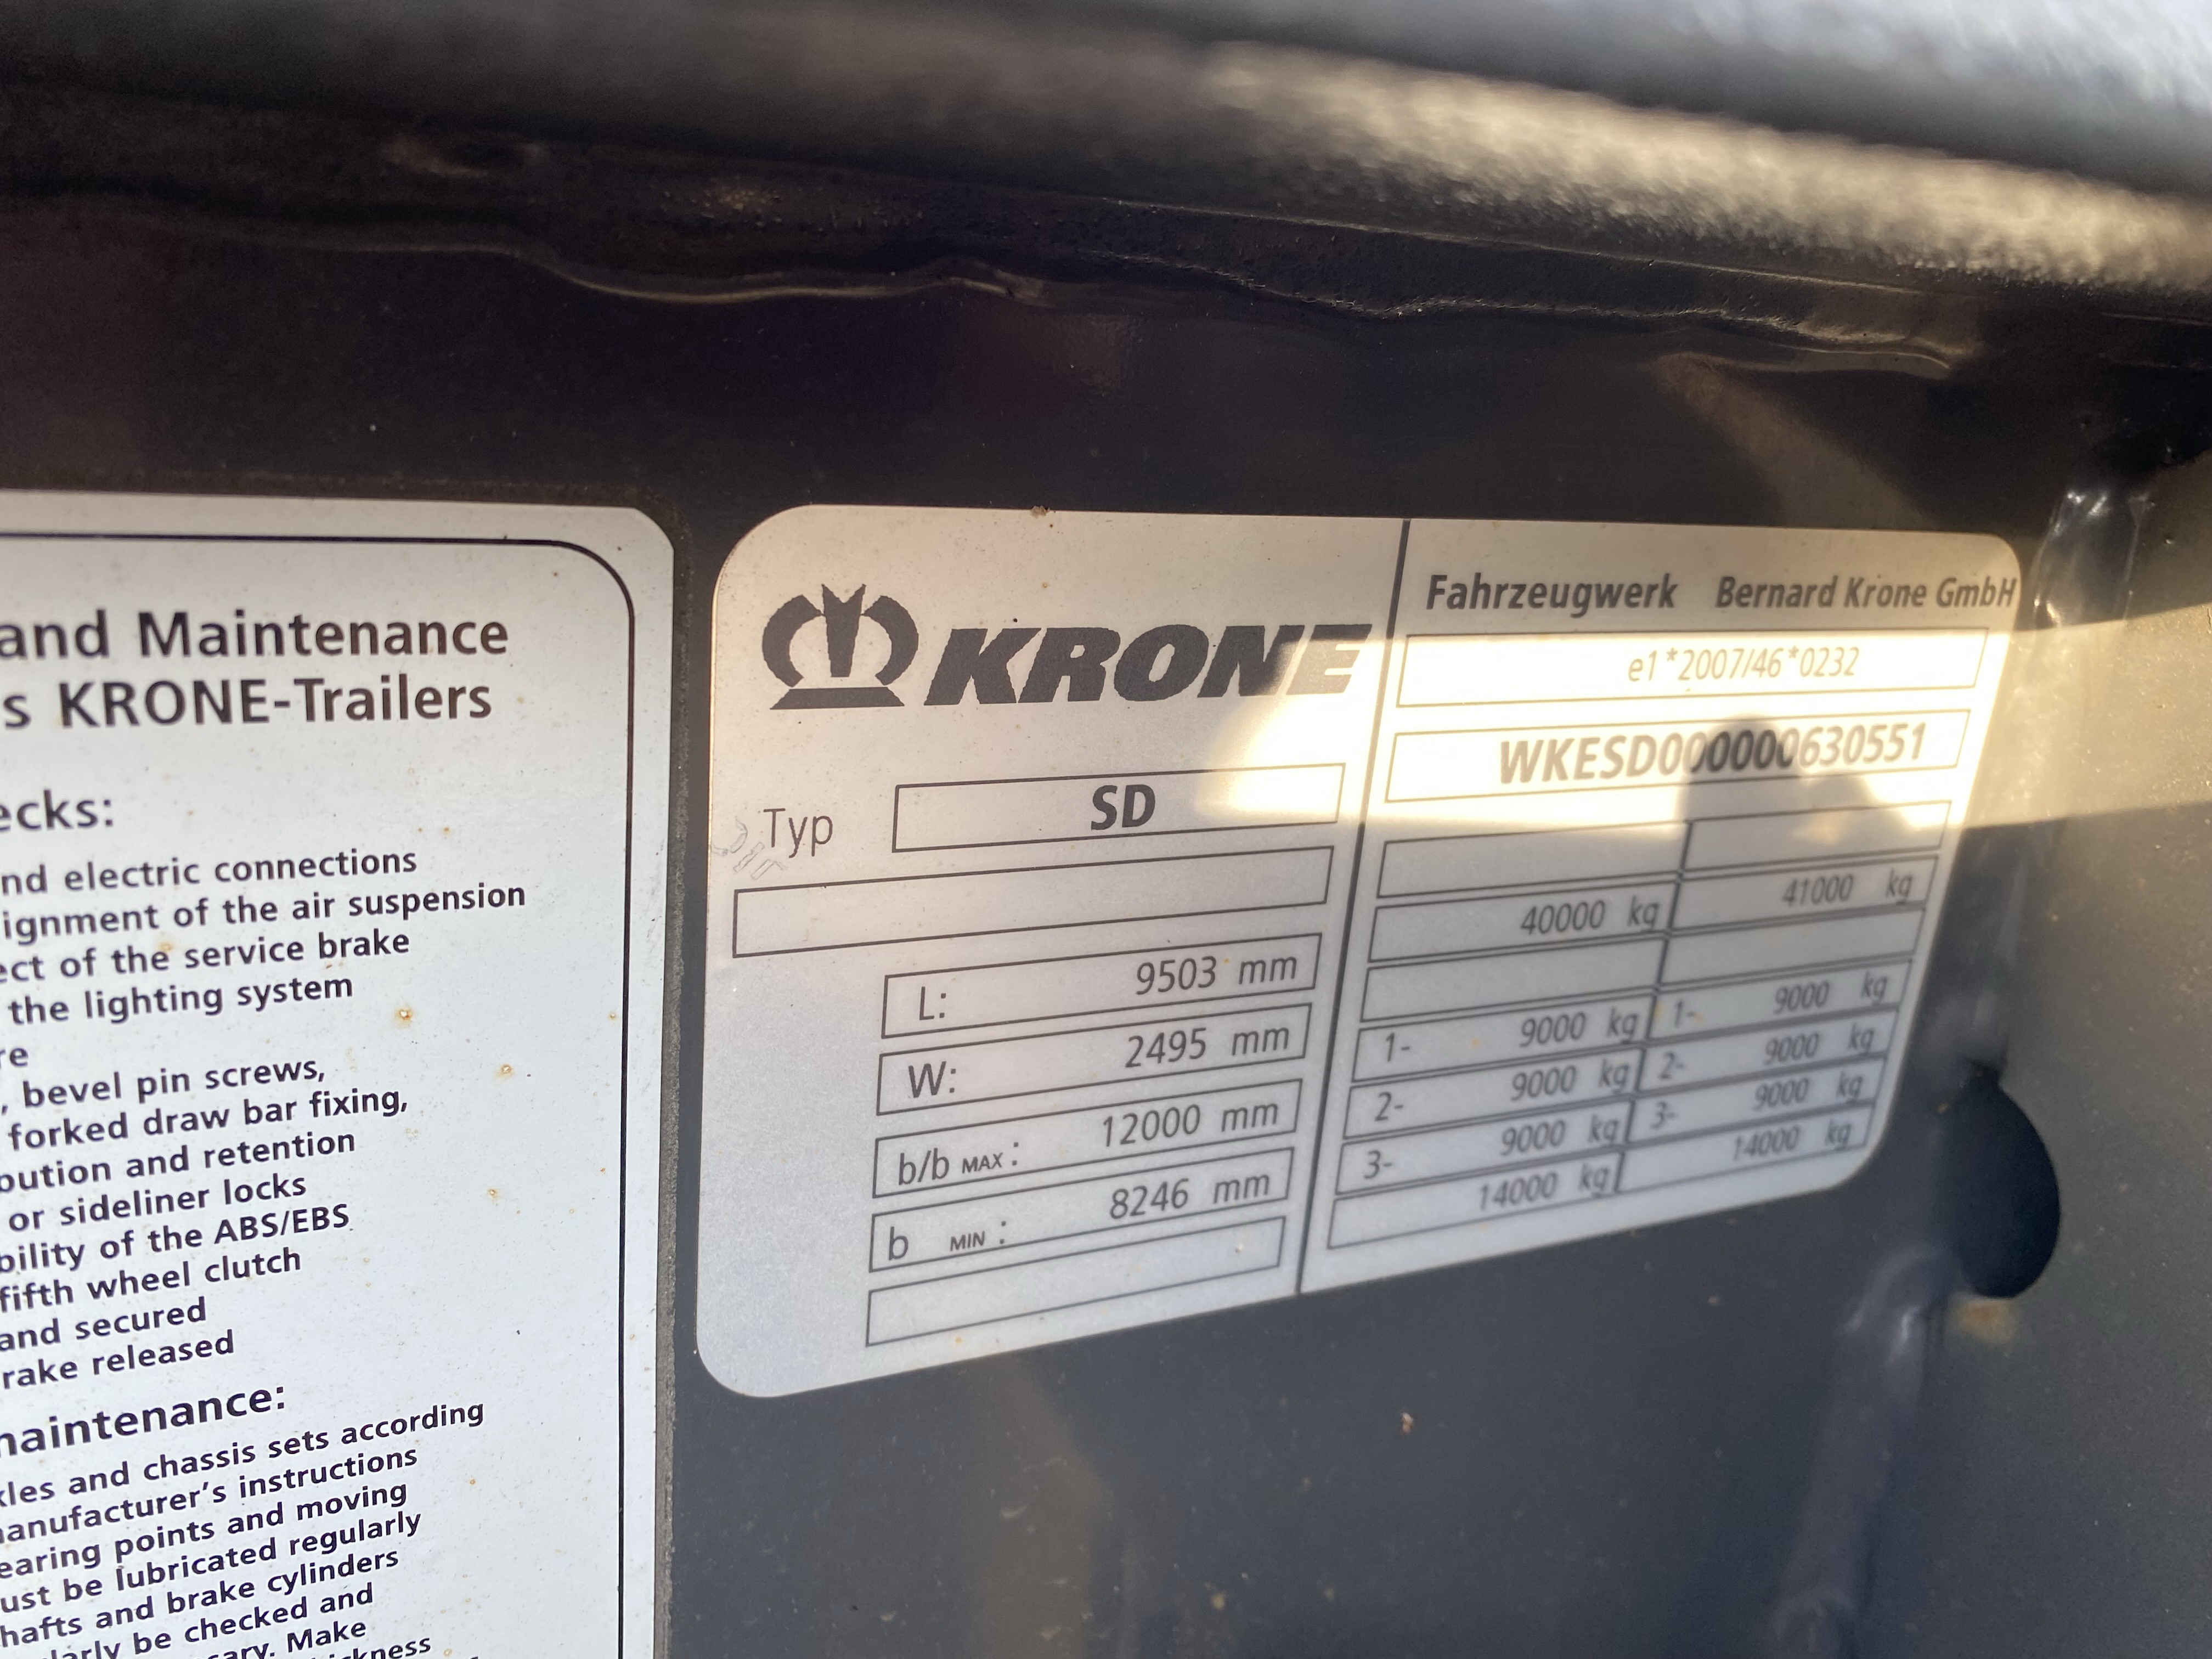 and Maintenance
s KRONE-Trailers
ecks:
nd electric connections
ignment of the air suspension
ect of the service brake
the lighting system
re
, bevel pin screws,
forked draw bar fixing,
bution and retention
or sideliner locks
bility of the ABS/EBS
fifth wheel clutch
and secured
rake released
maintenance:
kles and chassis sets according
manufacturer's instructions
earing points and moving
ust be lubricated regularly
hafts and brake cylinders
larly be checked and
sary. Make
ickness
KRONE
Typ SD
L: 9503 mm
W: 2495 mm
b/b MAX: 12000 mm
b MIN: 8246 mm
Fahrzeugwerk Bernard Krone GmbH
e1*2007/46*0232
WKESD000000630551
40000 kg 41000 kg
1- 9000 kg 1- 9000 kg
2- 9000 kg 2- 9000 kg
3- 9000 kg 3- 9000 kg
14000 kg 14000 kg